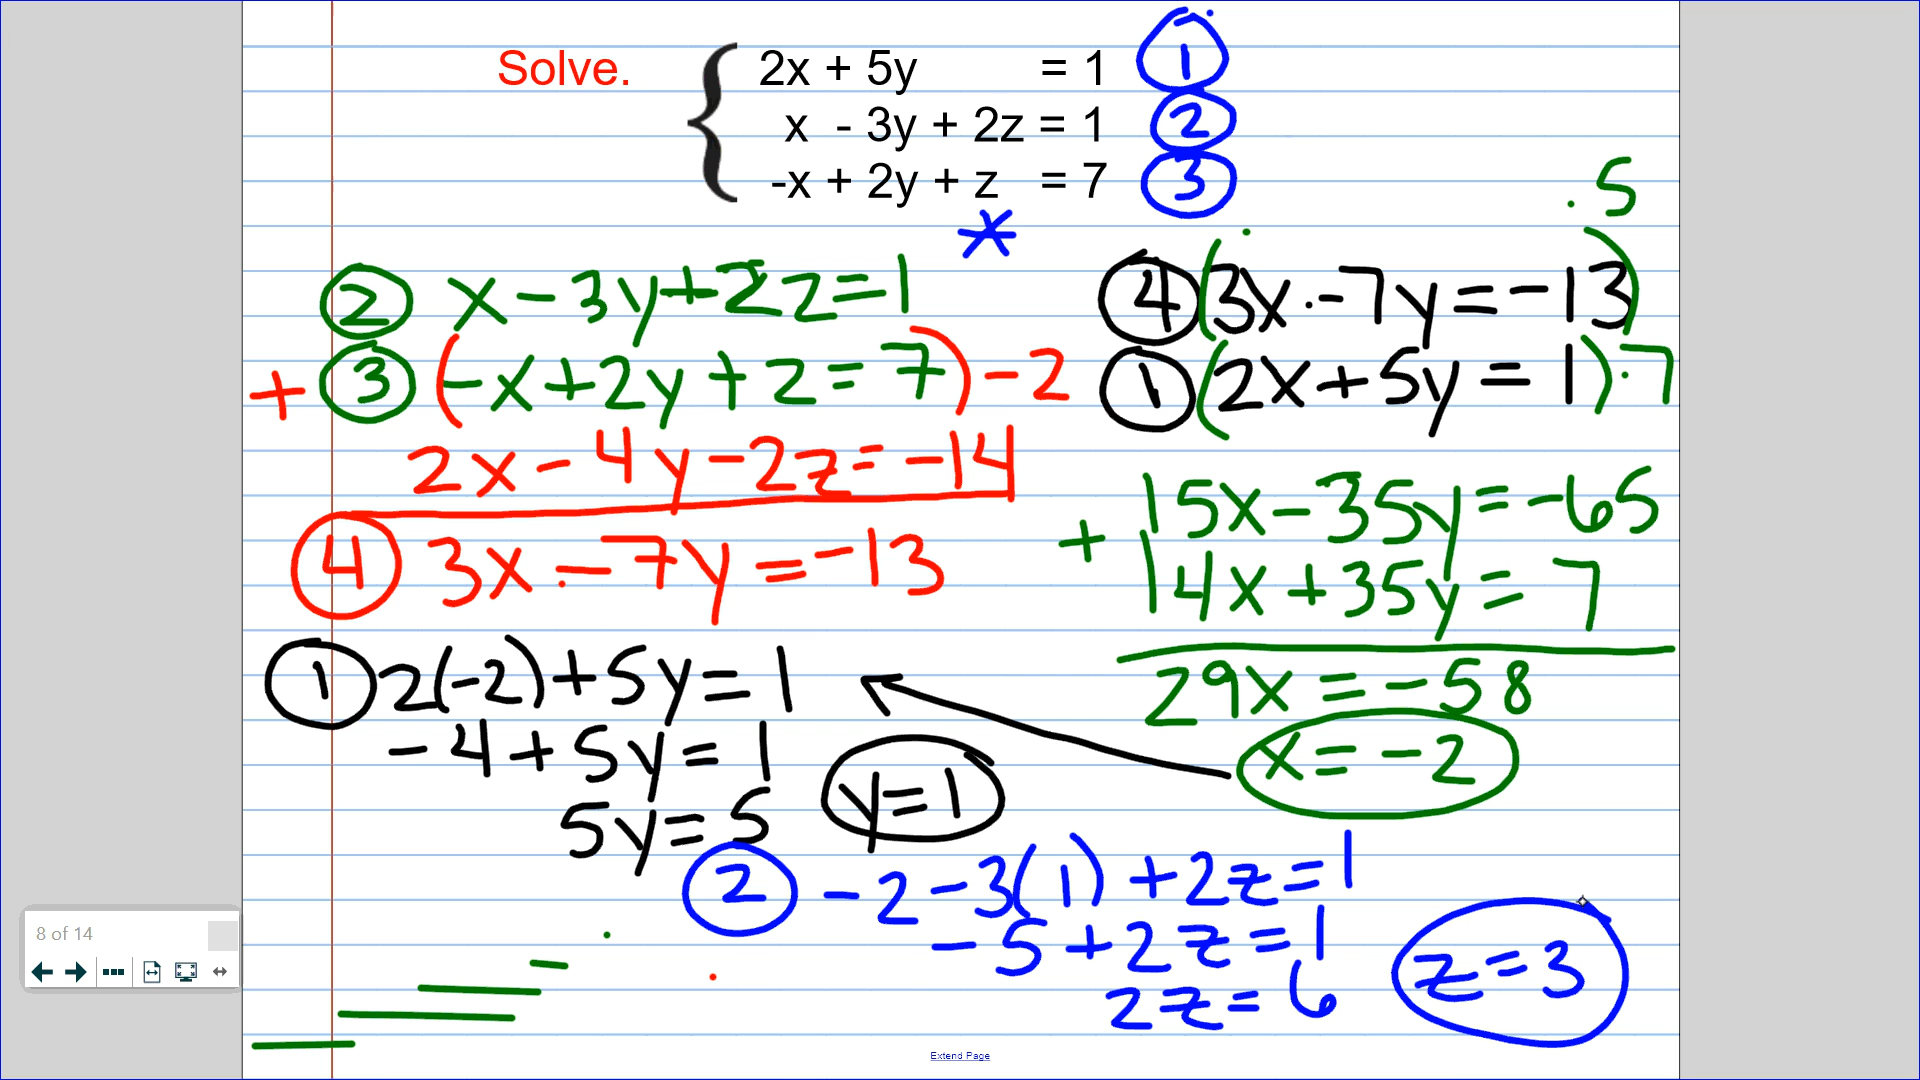 Solve.
2x + 5y = 1 ①
x - 3y + 2z = 1 ②
-x + 2y + z = 7 ③
*
② x - 3y + 2z = 1
+ ③ (-x + 2y + z = 7) - 2
2x - 4y - 2z = -14
④ 3x - 7y = -13
④ (3x - 7y = -13) · 5
① (2x + 5y = 1) · 7
15x - 35y = -65
+ 14x + 35y = 7
29x = -58
x = -2
① 2(-2) + 5y = 1
-4 + 5y = 1
5y = 5
y = 1
② -2 - 3(1) + 2z = 1
-5 + 2z = 1
2z = 6
z = 3
8 of 14
Extend Page